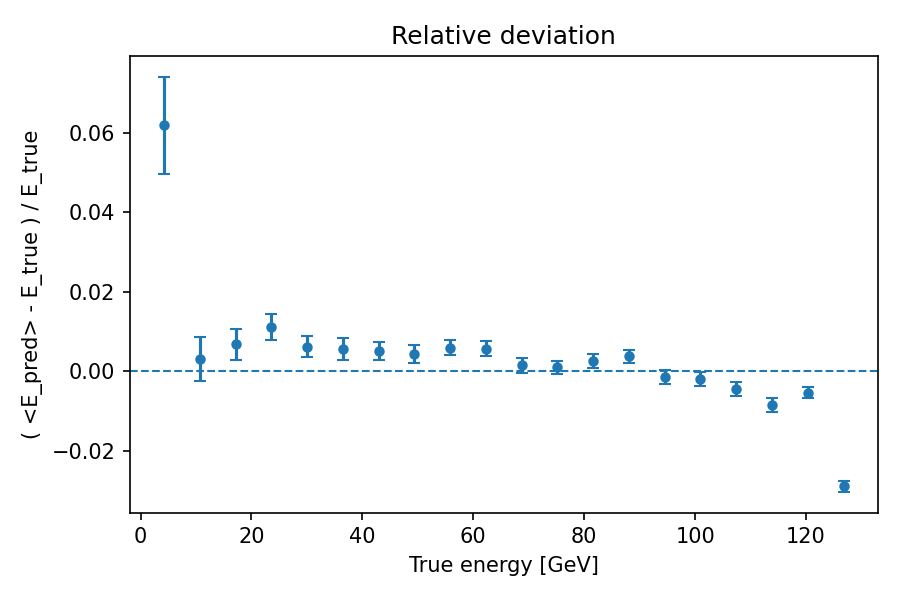 Relative deviation
( <E_pred> - E_true ) / E_true
0.06
0.04
0.02
0.00
−0.02
0 20 40 60 80 100 120
True energy [GeV]